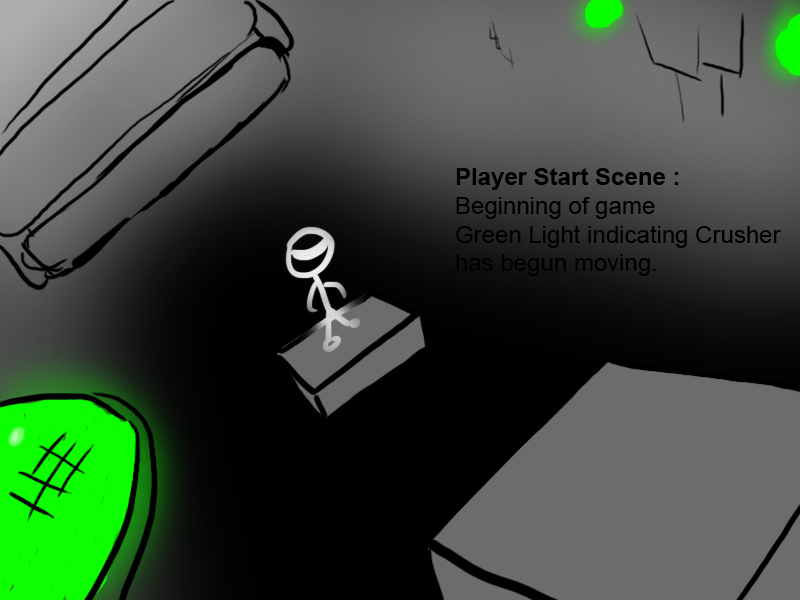 Player Start Scene :
Beginning of game
Green Light indicating Crusher
has begun moving.